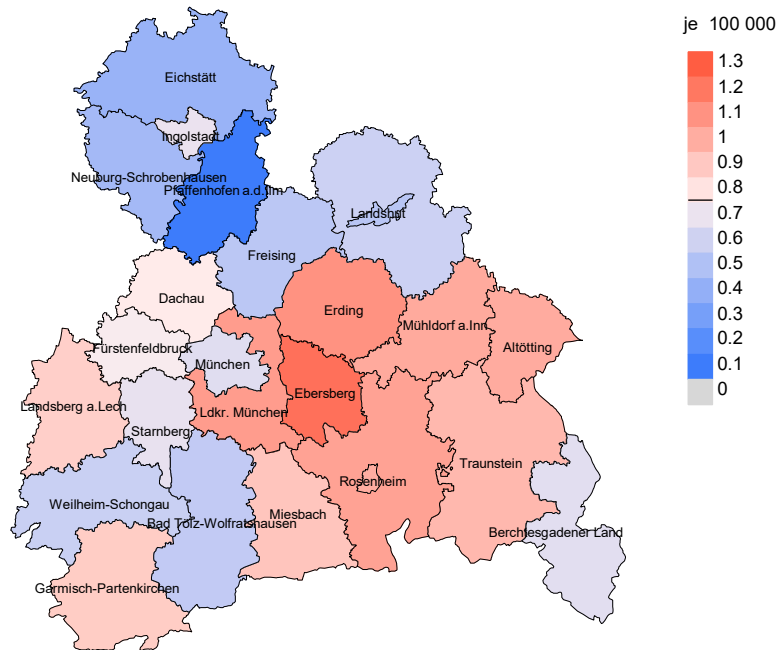 je 100 000
1.3
1.2
1.1
1
0.9
0.8
0.7
0.6
0.5
0.4
0.3
0.2
0.1
0
Eichstätt
Ingolstadt
Neuburg-Schrobenhausen
Pfaffenhofen a.d.Ilm
Landshut
Freising
Dachau
Erding
Mühldorf a.Inn
Altötting
Fürstenfeldbruck
München
Ebersberg
Landsberg a.Lech
Ldkr. München
Starnberg
Traunstein
Rosenheim
Weilheim-Schongau
Miesbach
Bad Tölz-Wolfratshausen
Berchtesgadener Land
Garmisch-Partenkirchen